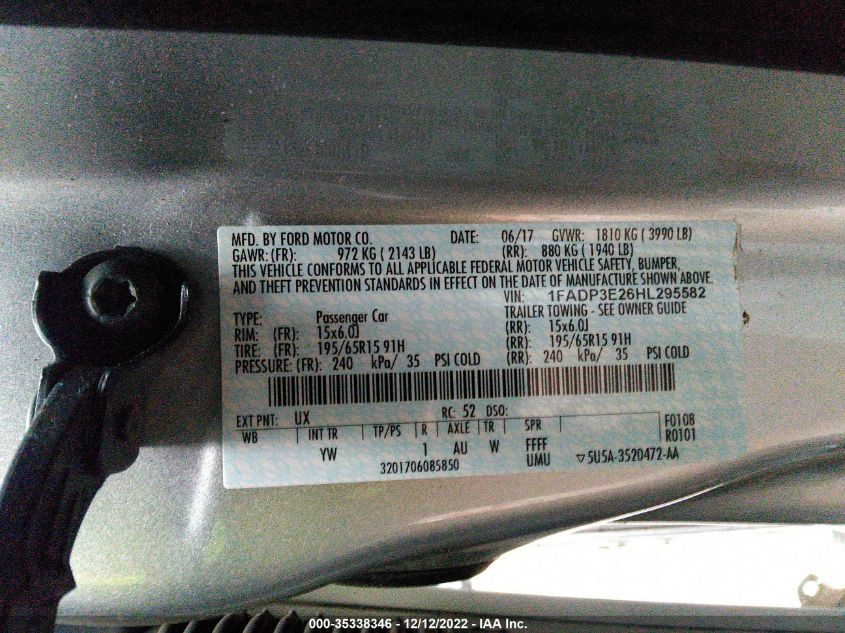 MFD. BY FORD MOTOR CO. DATE: 06/17 GVWR: 1810 KG ( 3990 LB)
GAWR: (FR): 972 KG ( 2143 LB) (RR): 880 KG ( 1940 LB)
THIS VEHICLE CONFORMS TO ALL APPLICABLE FEDERAL MOTOR VEHICLE SAFETY, BUMPER,
AND THEFT PREVENTION STANDARDS IN EFFECT ON THE DATE OF MANUFACTURE SHOWN ABOVE.
VIN: 1FADP3E26HL295582
TYPE: Passenger Car TRAILER TOWING - SEE OWNER GUIDE
RIM: (FR): 15x6.0J (RR): 15x6.0J
TIRE: (FR): 195/65R15 91H (RR): 195/65R15 91H
PRESSURE: (FR): 240 kPa/ 35 PSI COLD (RR): 240 kPa/ 35 PSI COLD
EXT PNT: UX RC: 52 DSO:
WB INT TR TP/PS R AXLE TR SPR F0108
YW 1 AU W FFFF R0101
3201706085850 UMU ▽5U5A-3520472-AA
000-35338346 - 12/12/2022 - IAA Inc.